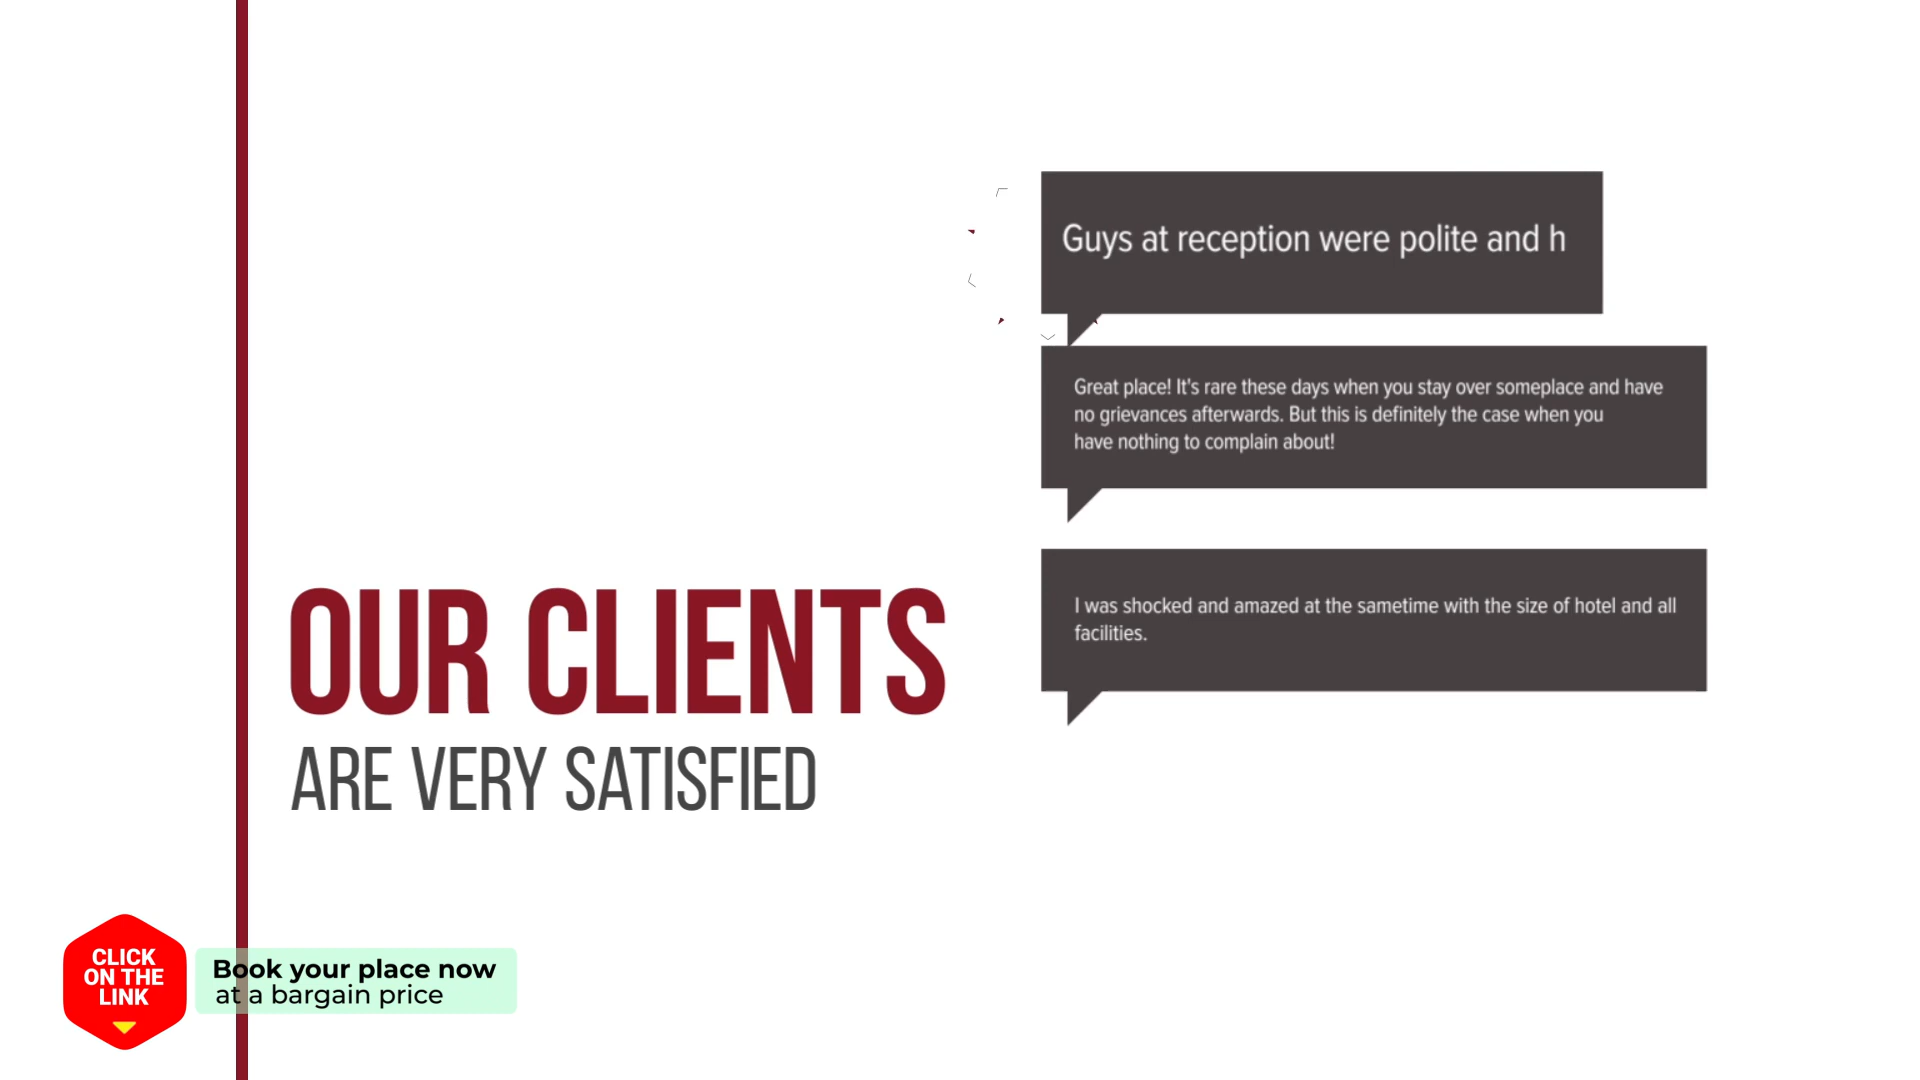 Guys at reception were polite and h
Great place! It's rare these days when you stay over someplace and have
no grievances afterwards. But this is definitely the case when you
have nothing to complain about!
I was shocked and amazed at the sametime with the size of hotel and all
facilities.
OUR CLIENTS
ARE VERY SATISFIED
CLICK
ON THE
LINK
Book your place now
at a bargain price